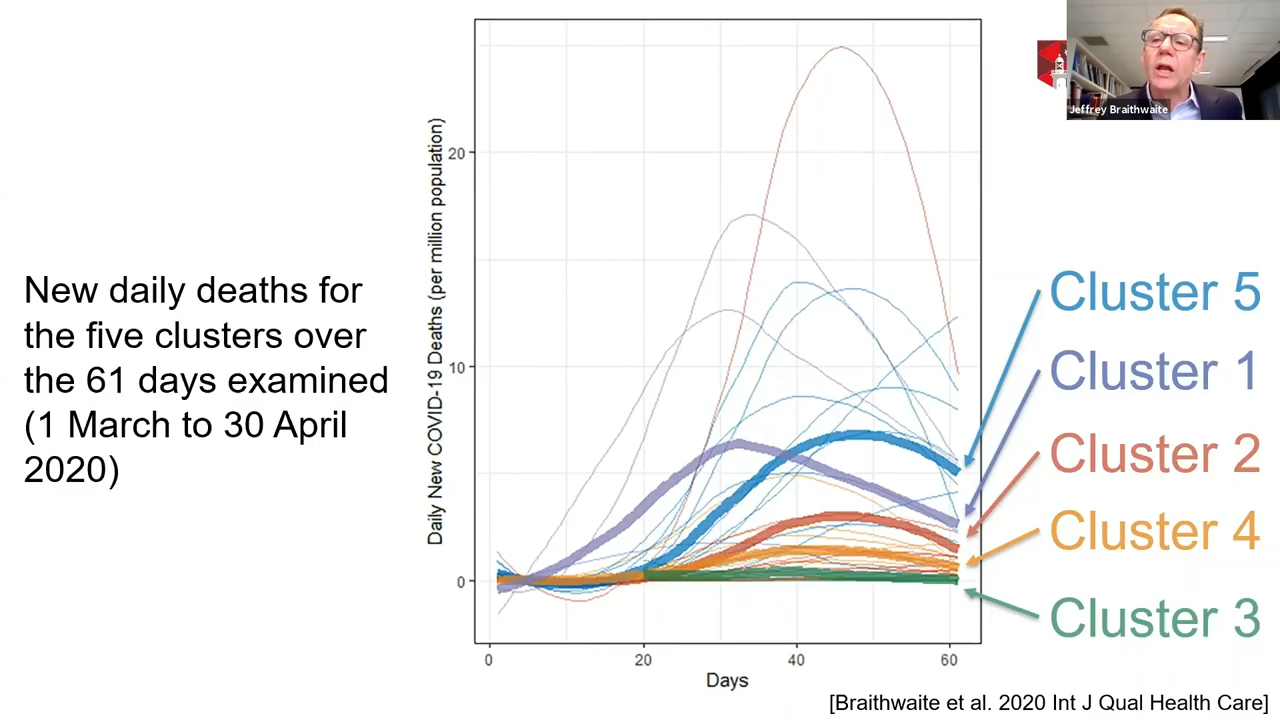 New daily deaths for
the five clusters over
the 61 days examined
(1 March to 30 April
2020)
Daily New COVID-19 Deaths (per million population)
20
10
0
0
20
40
60
Days
Jeffrey Braithwaite
Cluster 5
Cluster 1
Cluster 2
Cluster 4
Cluster 3
[Braithwaite et al. 2020 Int J Qual Health Care]